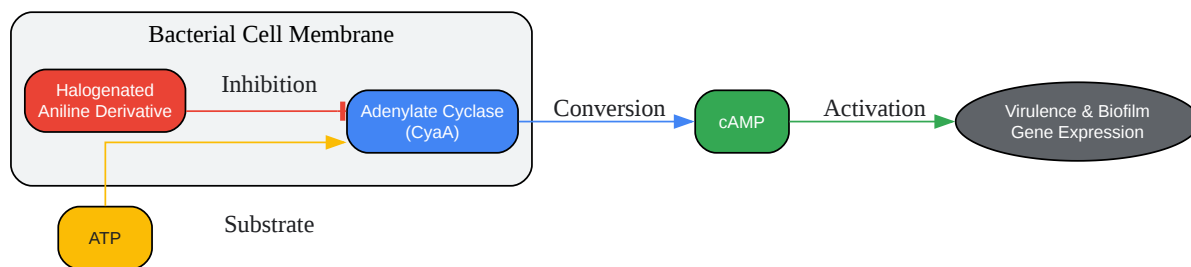 Bacterial Cell Membrane
Halogenated
Aniline Derivative
Inhibition
Adenylate Cyclase
(CyaA)
Conversion
cAMP
Activation
Virulence & Biofilm
Gene Expression
ATP
Substrate